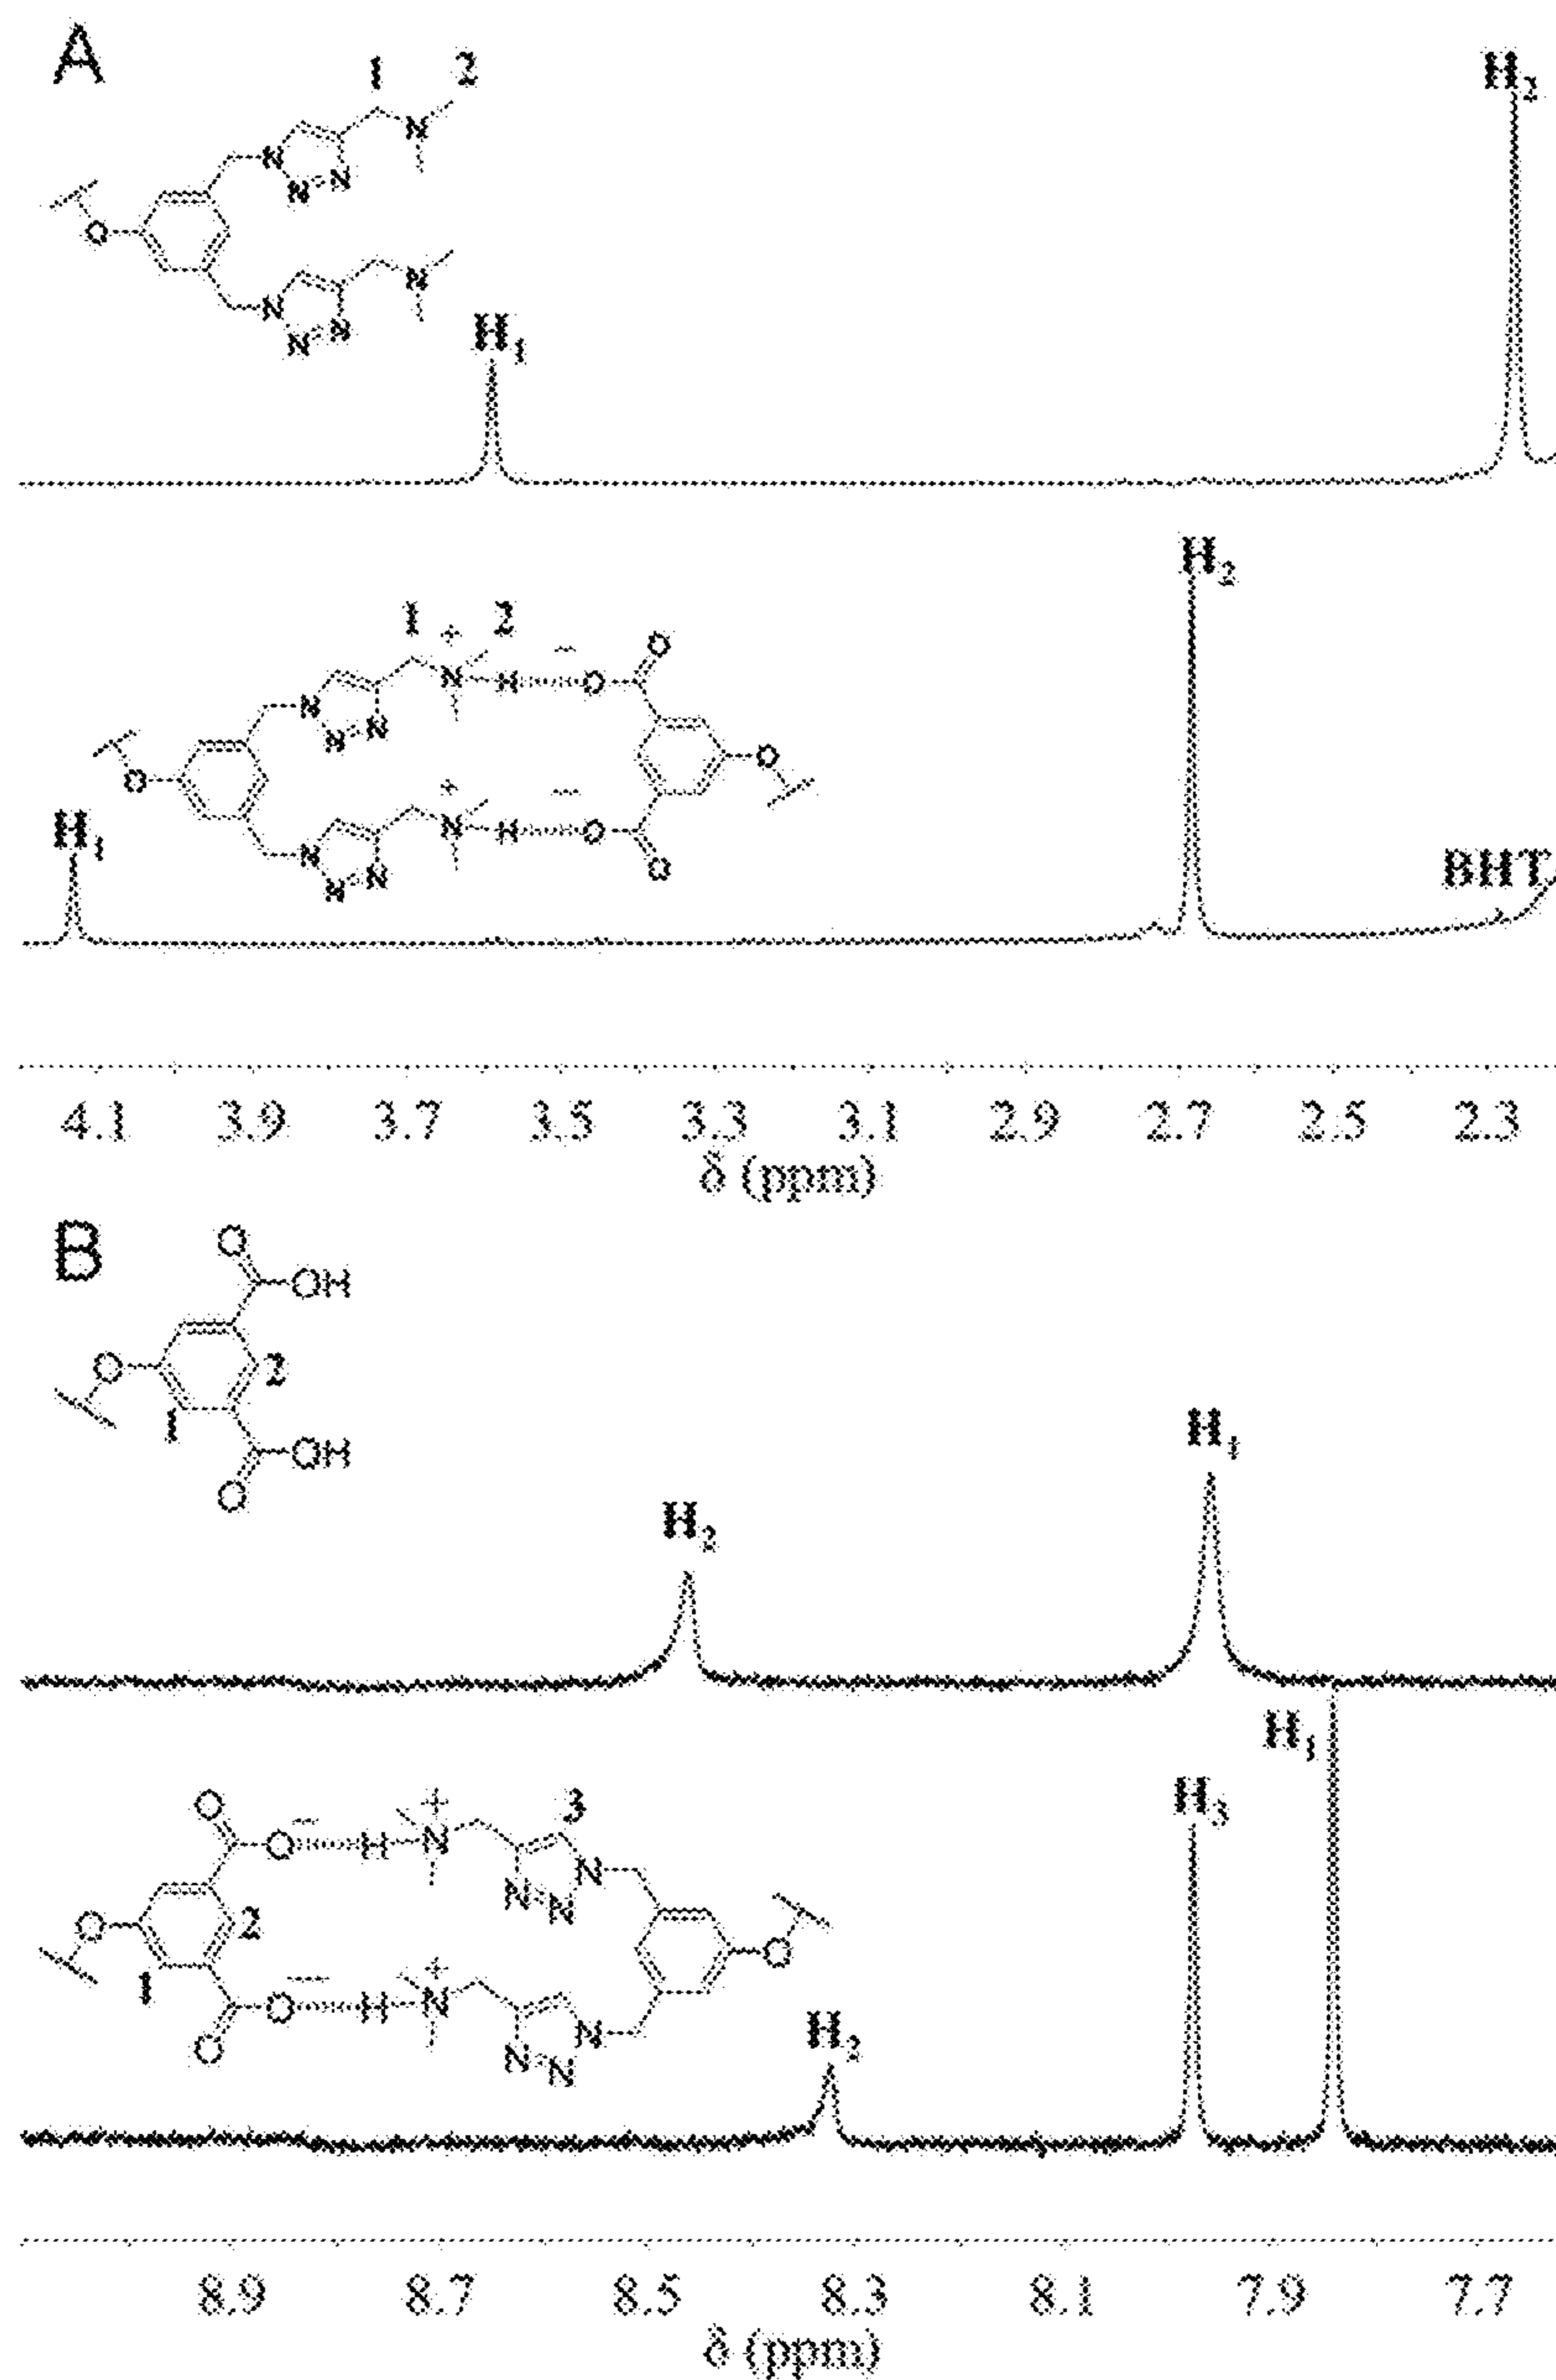 A
1 2
H₂
N N
N N
O
N N
N N
H₁
H₂
1 + 2 − O
N N H O
N N
O O
+ −
N N H O
N N O
H₁
BHT
4.1 3.9 3.7 3.5 3.3 3.1 2.9 2.7 2.5 2.3
δ (ppm)
B
O
OH
O 2
1
OH
O
H₁
H₂
H₁
H₃
O − + 3
O H N N
N N
O 2
O
1 − +
O H N N
O N N
H₂
8.9 8.7 8.5 8.3 8.1 7.9 7.7
δ (ppm)